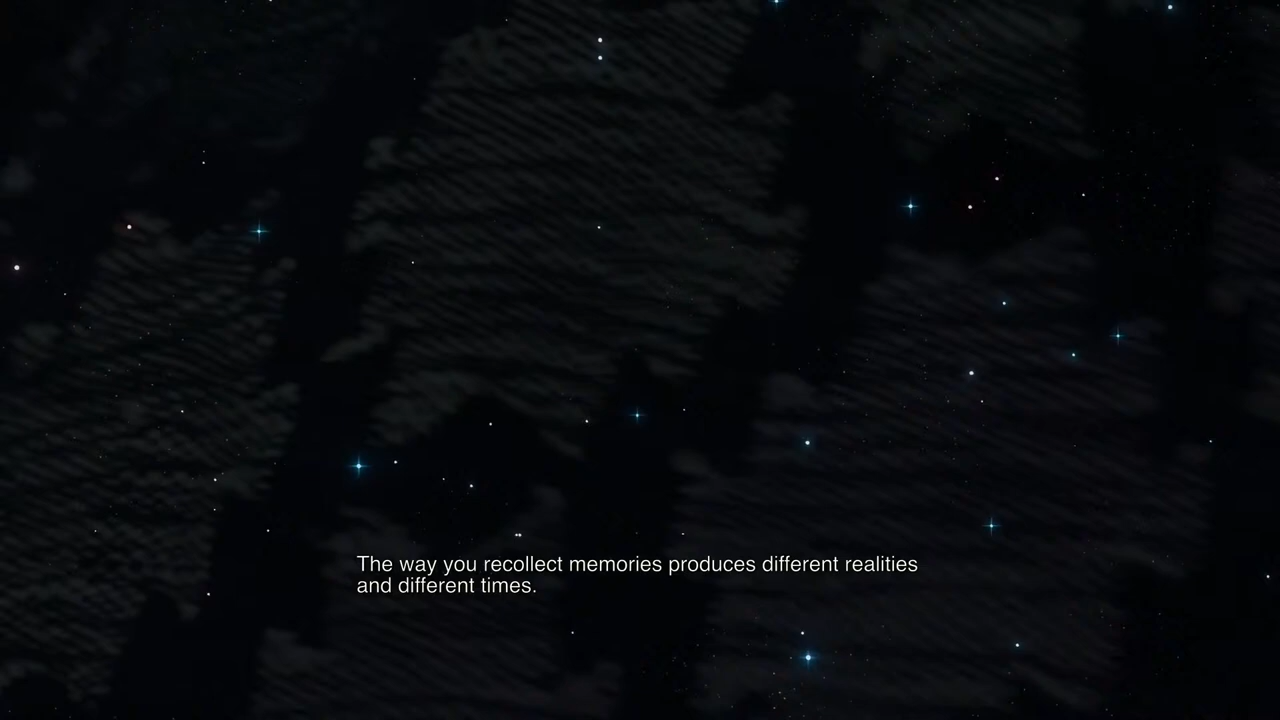 The way you recollect memories produces different realities
and different times.